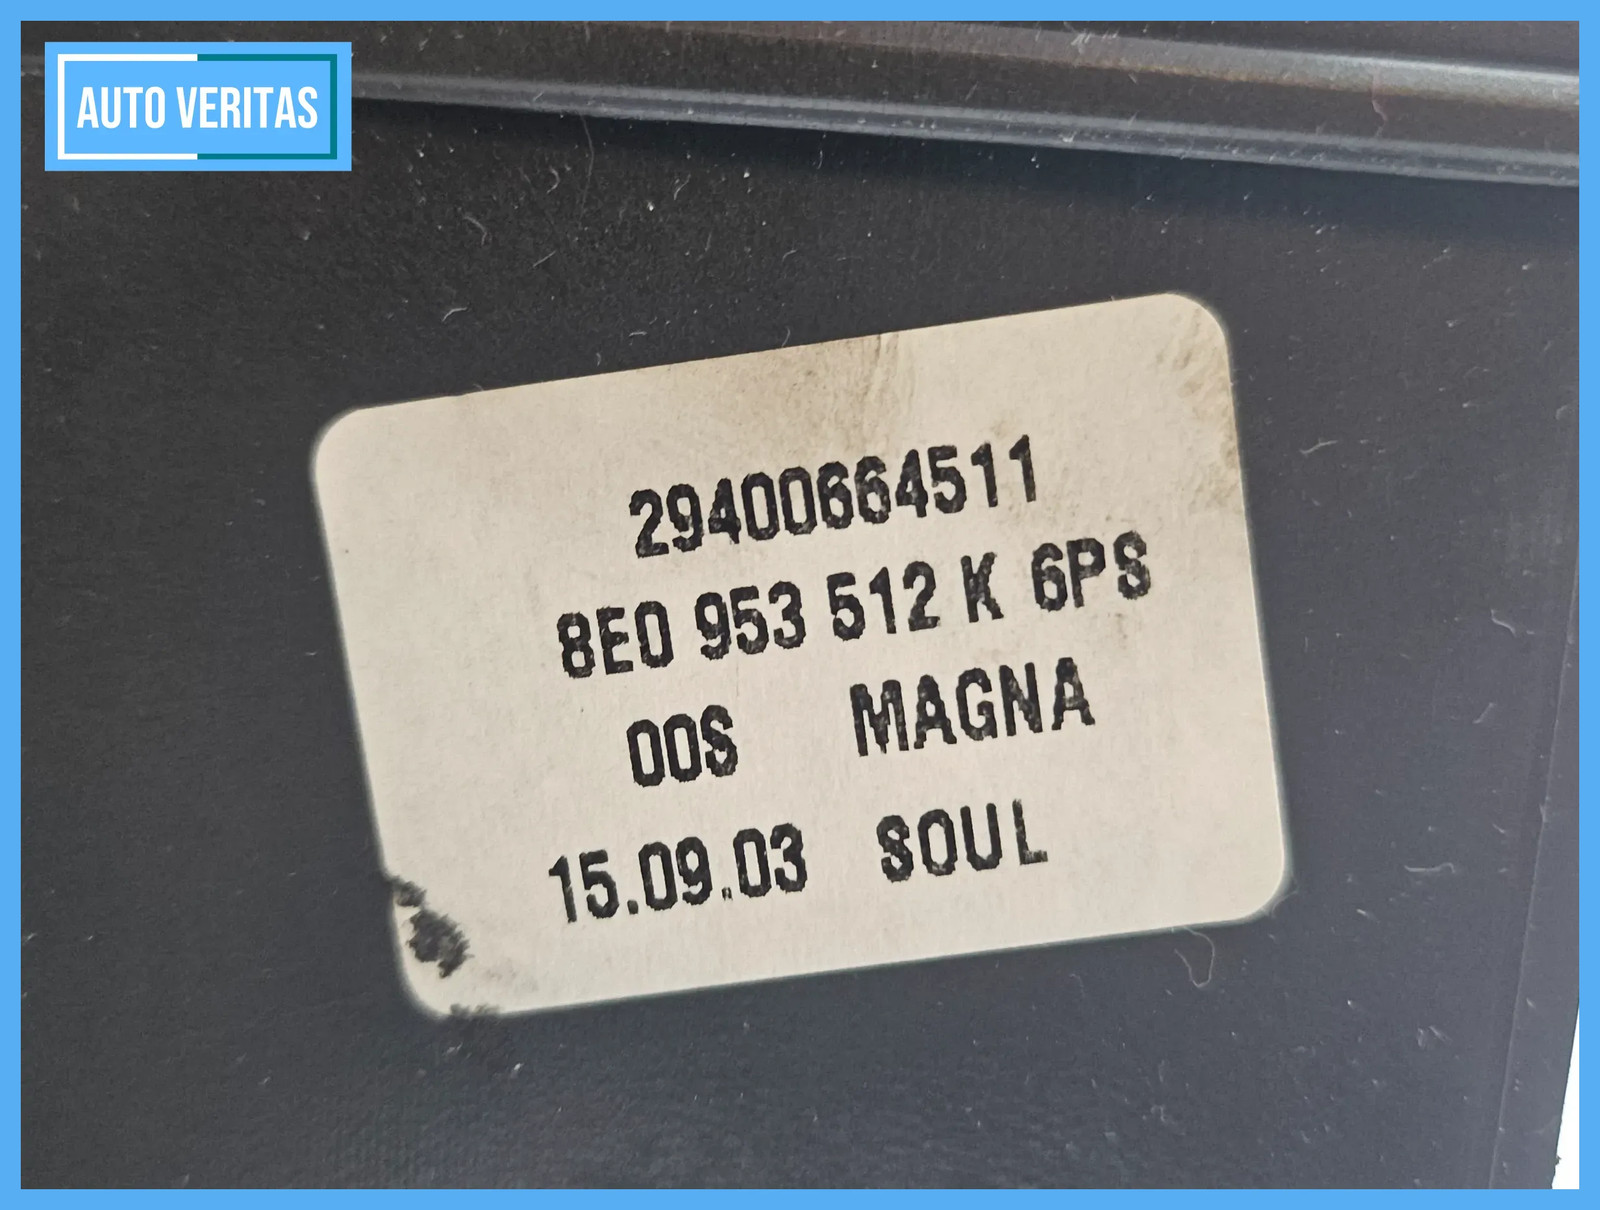 AUTO VERITAS
29400664511
8E0 953 512 K 6PS
00S MAGNA
15.09.03 SOUL